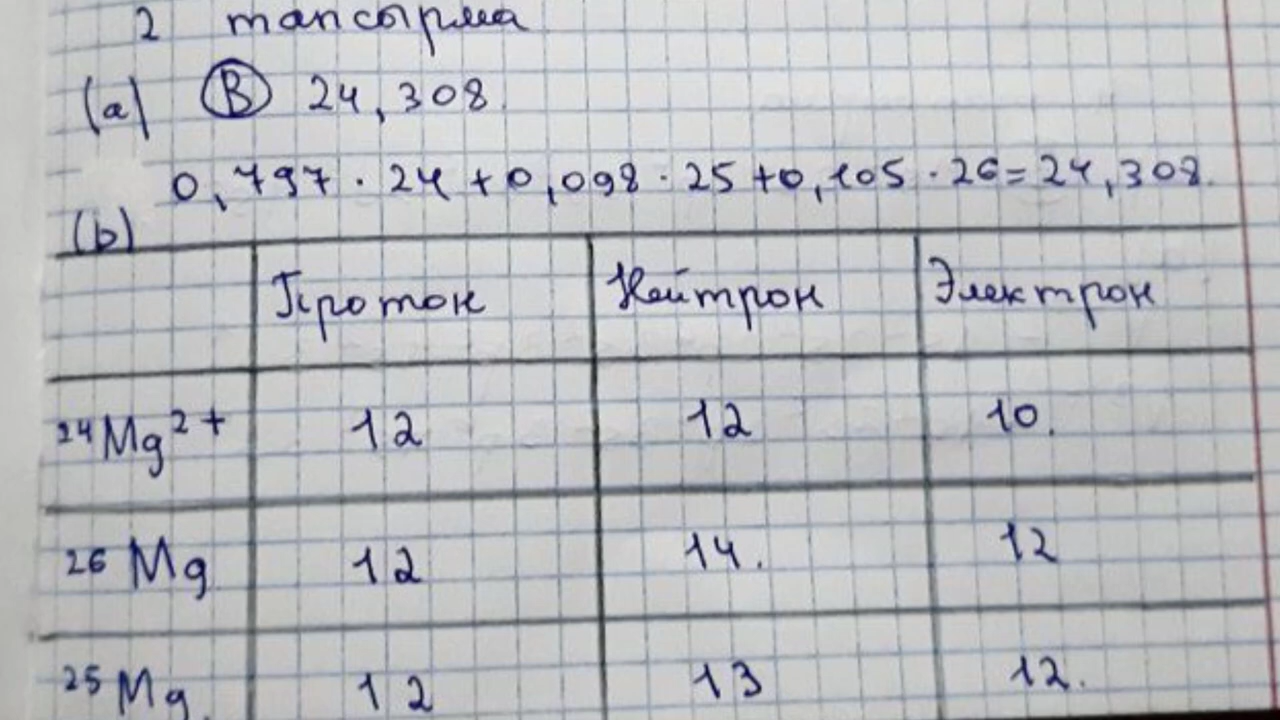 2 тапсырма
(a) B 24,308
0,797 · 24 + 0,098 · 25 + 0,105 · 26 = 24,308.
(b)
Протон Нейтрон Электрон
²⁴Mg²⁺ 12 12 10.
²⁶Mg 12 14. 12
²⁵Mg 12 13 12.